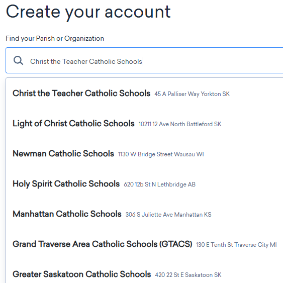 Create your account
Find your Parish or Organization
Christ the Teacher Catholic Schools
Christ the Teacher Catholic Schools 45 A Palliser Way Yorkton SK
Light of Christ Catholic Schools 9301 19 Ave North Battleford SK
Newman Catholic Schools 1130 W Bridge Street Wausau WI
Holy Spirit Catholic Schools 620 12b St N Lethbridge AB
Manhattan Catholic Schools 306 S Juliette Ave Manhattan KS
Grand Traverse Area Catholic Schools (GTACS) 130 E Tenth St Traverse City MI
Greater Saskatoon Catholic Schools 420 22 St E Saskatoon SK